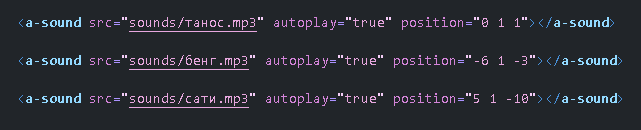 <a-sound src="sounds/танос.mp3" autoplay="true" position="0 1 1"></a-sound>
<a-sound src="sounds/бенг.mp3" autoplay="true" position="-6 1 -3"></a-sound>
<a-sound src="sounds/сати.mp3" autoplay="true" position="5 1 -10"></a-sound>